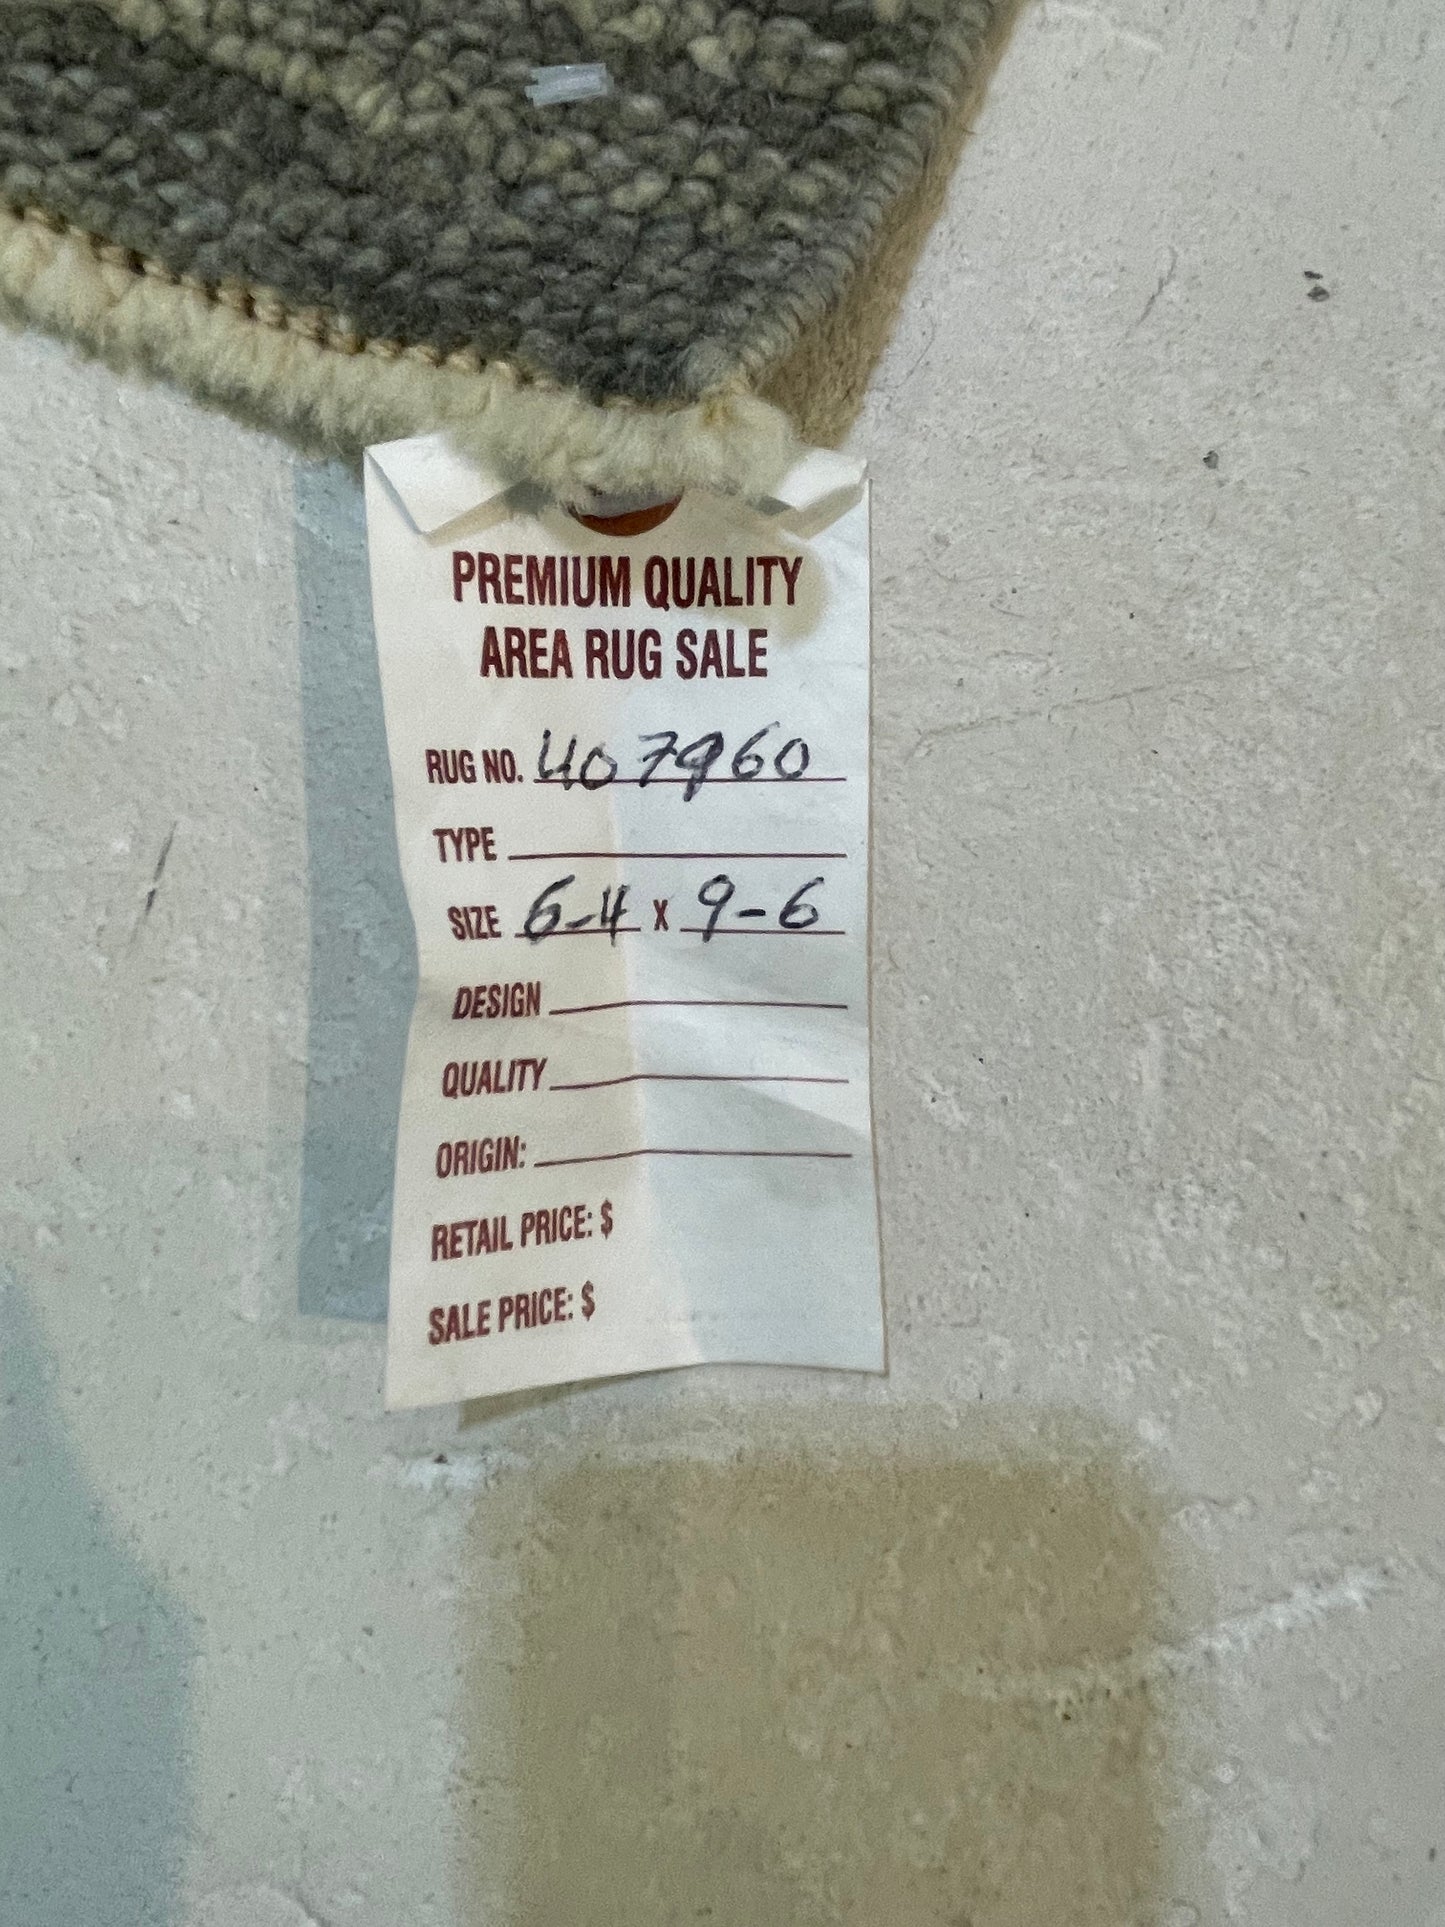 PREMIUM QUALITY
AREA RUG SALE
RUG NO. 407960
TYPE
SIZE 6-4 x 9-6
DESIGN
QUALITY
ORIGIN:
RETAIL PRICE: $
SALE PRICE: $